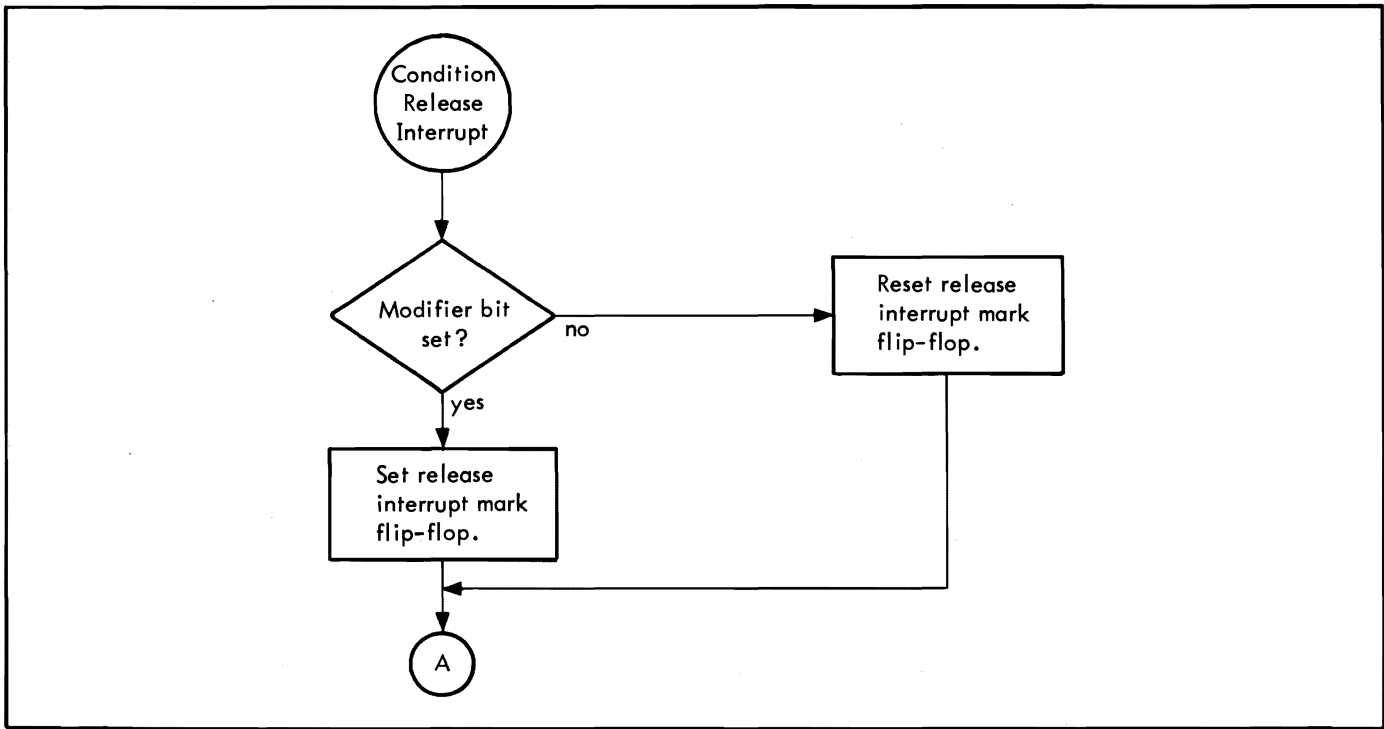 Condition
Release
Interrupt
Modifier bit
set?
no
Reset release
interrupt mark
flip-flop.
yes
Set release
interrupt mark
flip-flop.
A